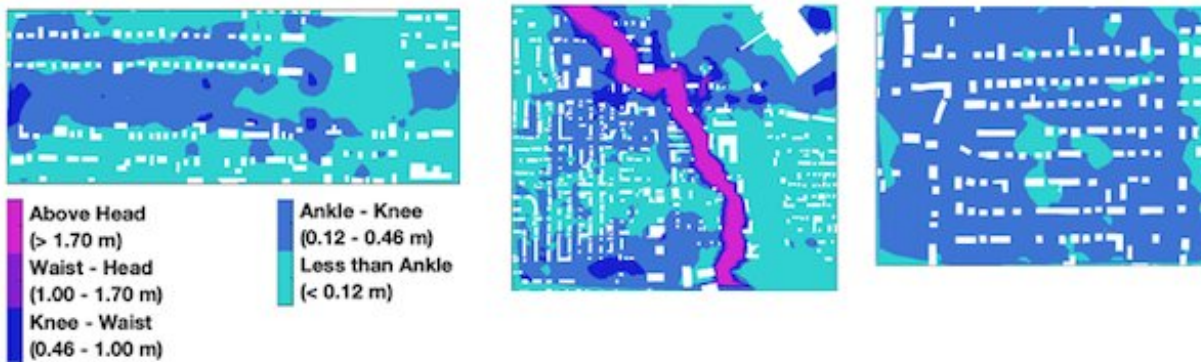 Above Head
(> 1.70 m)
Waist - Head
(1.00 - 1.70 m)
Knee - Waist
(0.46 - 1.00 m)
Ankle - Knee
(0.12 - 0.46 m)
Less than Ankle
(< 0.12 m)